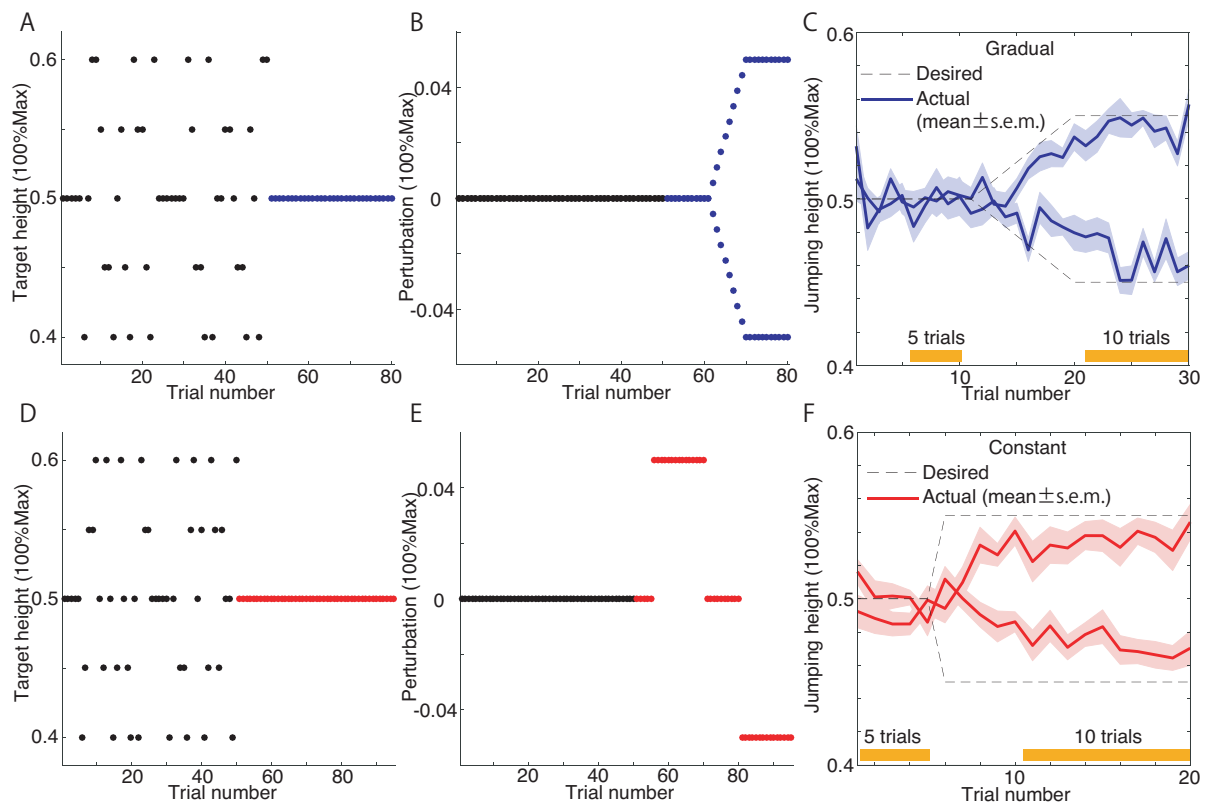 A
Target height (100%Max)
0.6
0.5
0.4
20
40
60
80
Trial number
B
Perturbation (100%Max)
0.04
0
-0.04
20
40
60
80
Trial number
C
Jumping height (100%Max)
0.6
0.5
0.4
Gradual
Desired
Actual
(mean±s.e.m.)
5 trials
10 trials
10
20
30
Trial number
D
Target height (100%Max)
0.6
0.5
0.4
20
40
60
80
Trial number
E
Perturbation (100%Max)
0.04
0
-0.04
20
40
60
80
Trial number
F
Jumping height (100%Max)
0.6
0.5
0.4
Constant
Desired
Actual (mean±s.e.m.)
5 trials
10 trials
10
20
Trial number